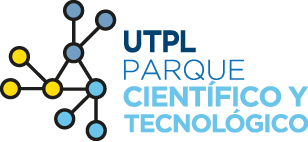 UTPL
PARQUE
CIENTÍFICO Y
TECNOLÓGICO